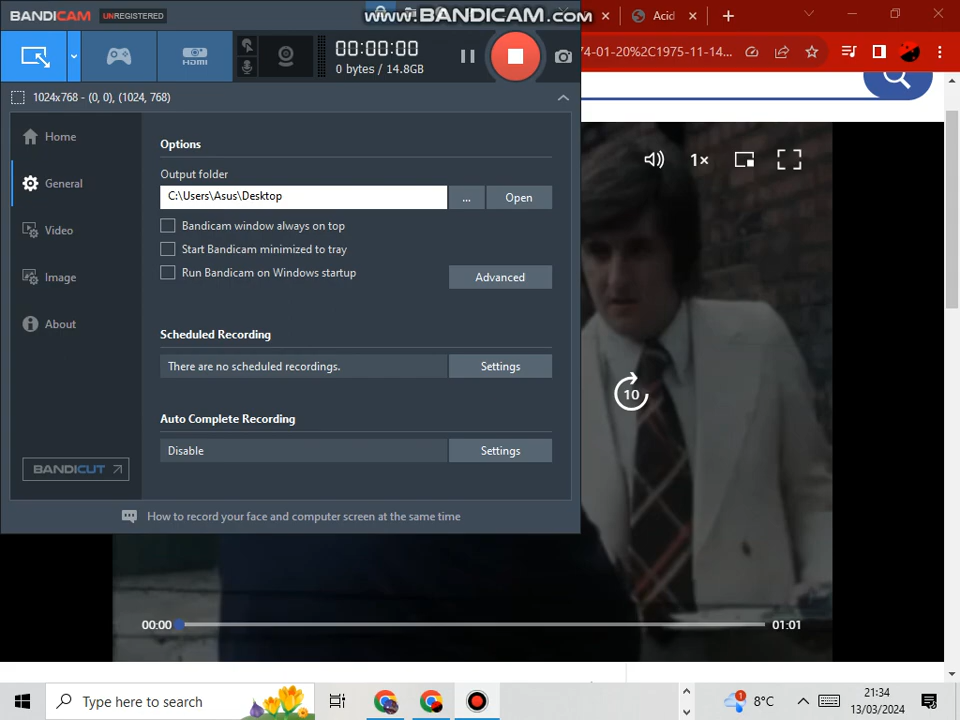 BANDICAM UNREGISTERED
www.BANDICAM.com
Acid
HDMI
00:00:00
0 bytes / 14.8GB
74-01-20%2C1975-11-14...
1024x768 - (0, 0), (1024, 768)
Home
General
Video
Image
About
BANDICUT
Options
Output folder
C:\Users\Asus\Desktop
...
Open
Bandicam window always on top
Start Bandicam minimized to tray
Run Bandicam on Windows startup
Advanced
Scheduled Recording
There are no scheduled recordings.
Settings
Auto Complete Recording
Disable
Settings
How to record your face and computer screen at the same time
1×
10
00:00
01:01
Type here to search
1
8°C
21:34
13/03/2024